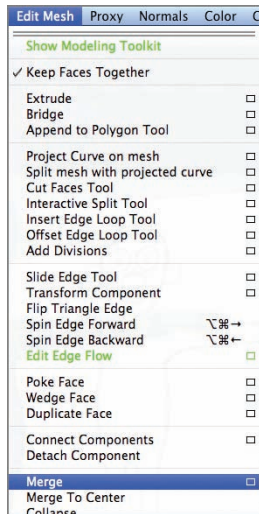 Edit Mesh Proxy Normals Color
Show Modeling Toolkit
✓ Keep Faces Together
Extrude
Bridge
Append to Polygon Tool
Project Curve on mesh
Split mesh with projected curve
Cut Faces Tool
Interactive Split Tool
Insert Edge Loop Tool
Offset Edge Loop Tool
Add Divisions
Slide Edge Tool
Transform Component
Flip Triangle Edge
Spin Edge Forward ⌥⌘→
Spin Edge Backward ⌥⌘←
Edit Edge Flow
Poke Face
Wedge Face
Duplicate Face
Connect Components
Detach Component
Merge
Merge To Center
Collapse